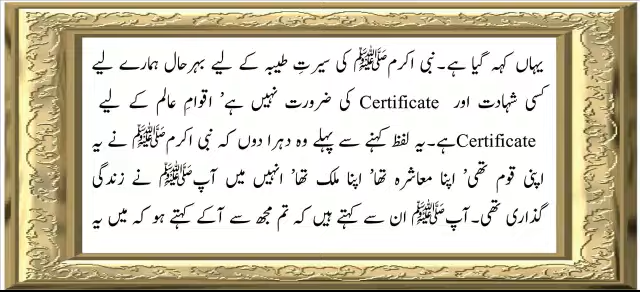 یہاں کہہ گیا ہے۔ نبی اکرم ﷺ کی سیرتِ طیبہ کے لیے بہرحال ہمارے لیے
کسی شہادت اور Certificate کی ضرورت نہیں ہے' اقوامِ عالم کے لیے
Certificate ہے۔ یہ لفظ کہنے سے پہلے وہ دہرا دوں کہ نبی اکرم ﷺ نے یہ
اپنی قوم تھی' اپنا معاشرہ تھا' اپنا ملک تھا' انہیں میں آپ ﷺ نے زندگی
گذاری تھی۔ آپ ﷺ ان سے کہتے ہیں کہ تم مجھ سے آکے کہتے ہو کہ میں یہ